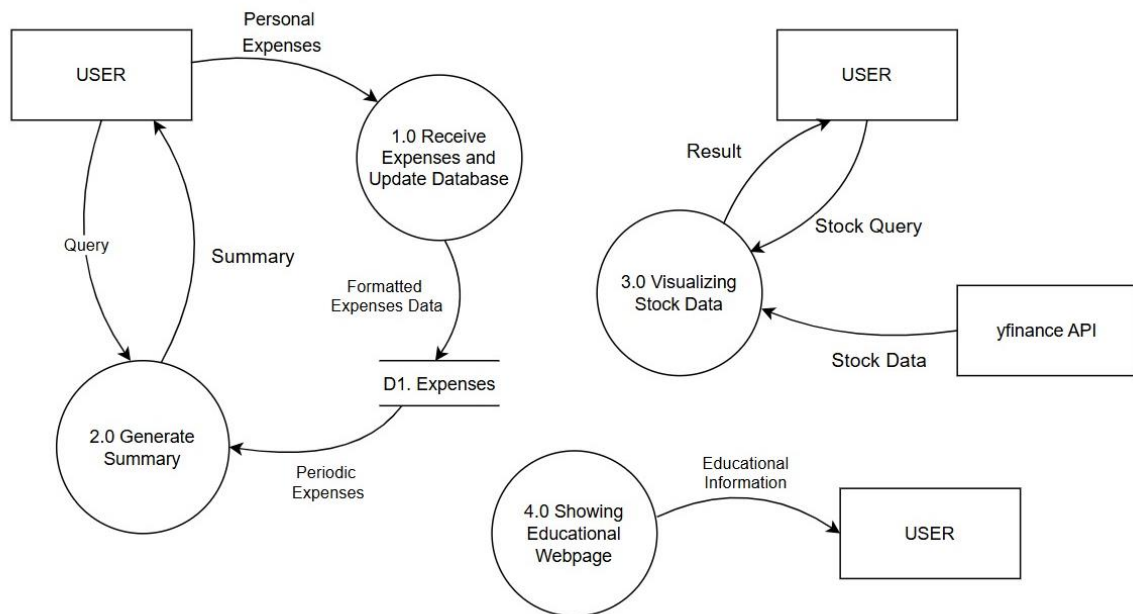 Personal
Expenses
USER
1.0 Receive
Expenses and
Update Database
Query
Summary
Formatted
Expenses Data
D1. Expenses
2.0 Generate
Summary
Periodic
Expenses
USER
Result
Stock Query
3.0 Visualizing
Stock Data
yfinance API
Stock Data
Educational
Information
4.0 Showing
Educational
Webpage
USER